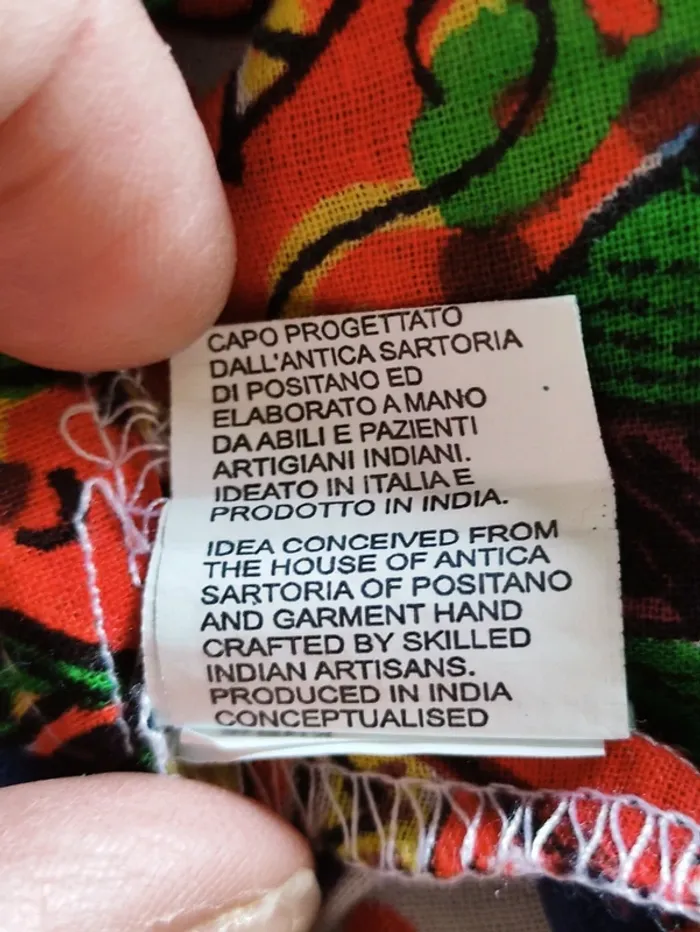 CAPO PROGETTATO
DALL'ANTICA SARTORIA
DI POSITANO ED
ELABORATO A MANO
DA ABILI E PAZIENTI
ARTIGIANI INDIANI.
IDEATO IN ITALIA E
PRODOTTO IN INDIA.
IDEA CONCEIVED FROM
THE HOUSE OF ANTICA
SARTORIA OF POSITANO
AND GARMENT HAND
CRAFTED BY SKILLED
INDIAN ARTISANS.
PRODUCED IN INDIA
CONCEPTUALISED